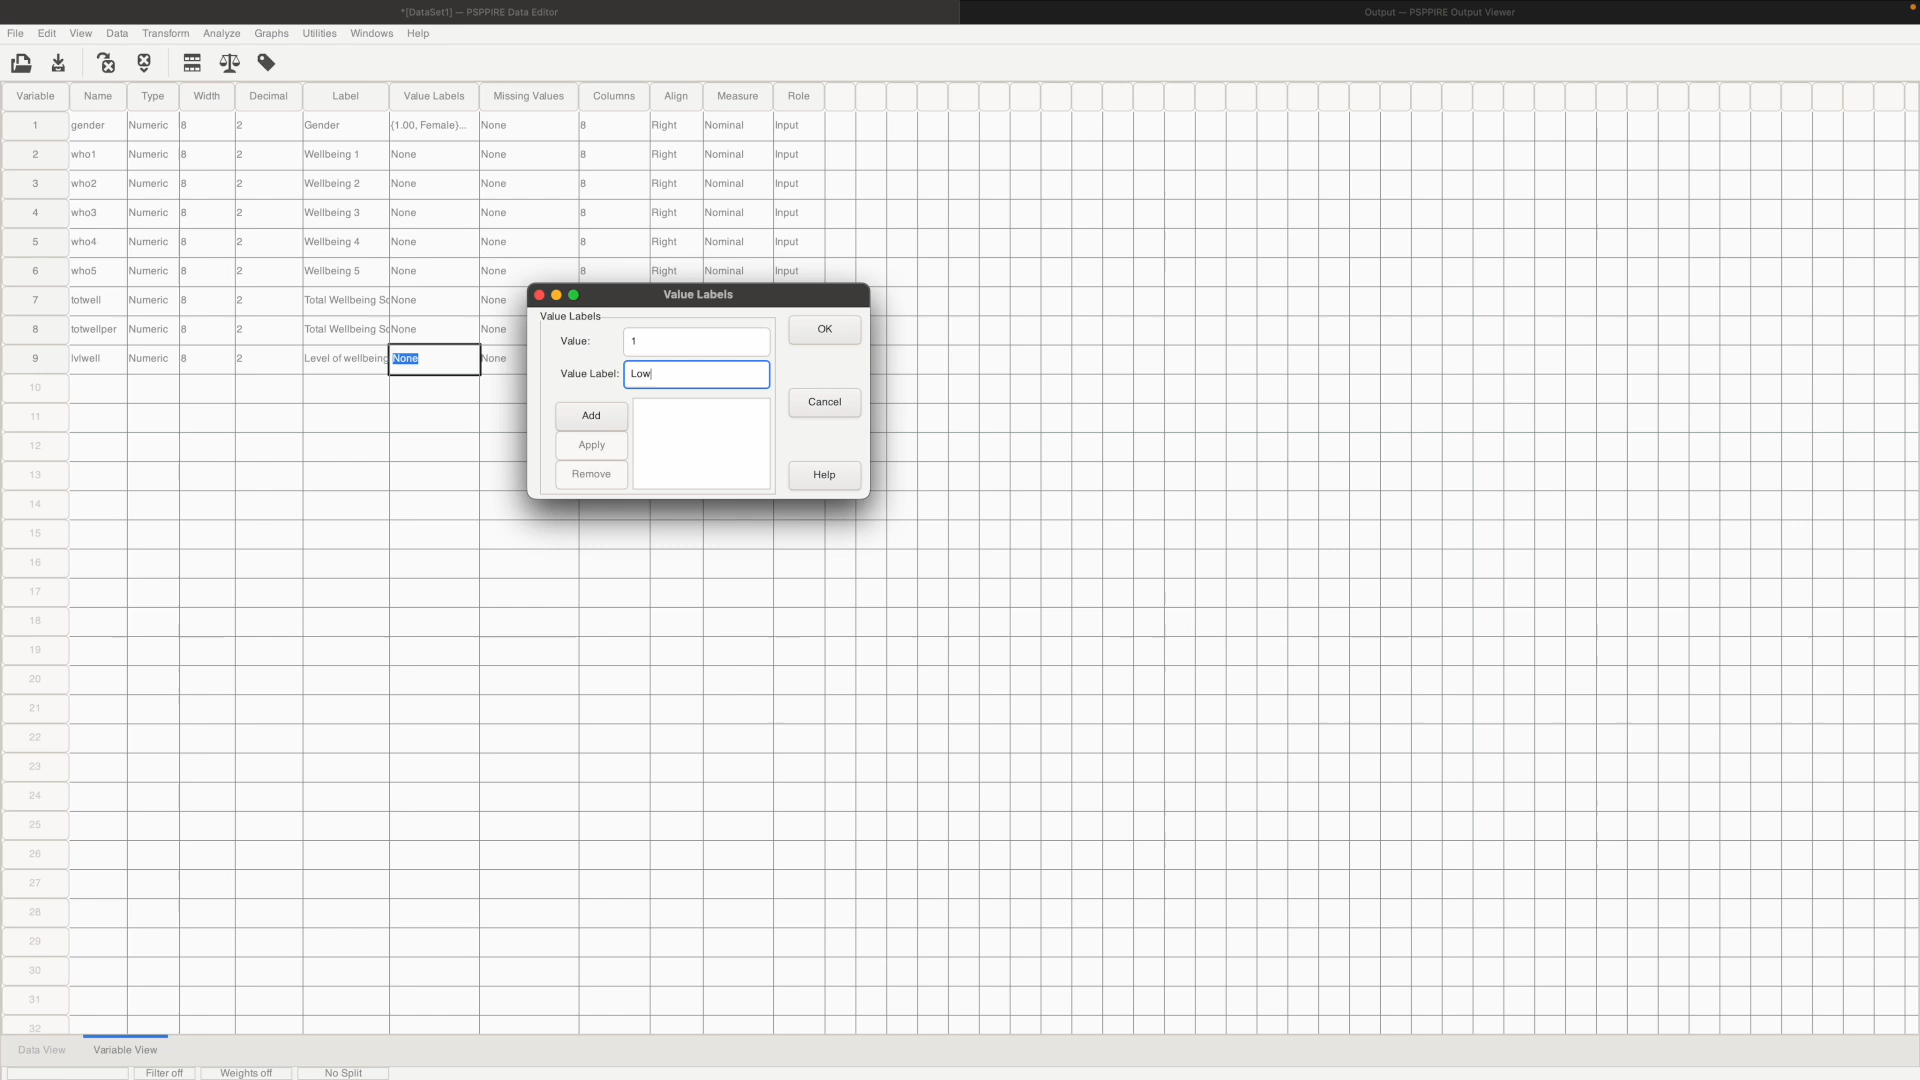 *[DataSet1] — PSPPIRE Data Editor
Output — PSPPIRE Output Viewer
File Edit View Data Transform Analyze Graphs Utilities Windows Help
Variable Name Type Width Decimal Label Value Labels Missing Values Columns Align Measure Role
1 gender Numeric 8 2 Gender {1.00, Female}... None 8 Right Nominal Input
2 who1 Numeric 8 2 Wellbeing 1 None None 8 Right Nominal Input
3 who2 Numeric 8 2 Wellbeing 2 None None 8 Right Nominal Input
4 who3 Numeric 8 2 Wellbeing 3 None None 8 Right Nominal Input
5 who4 Numeric 8 2 Wellbeing 4 None None 8 Right Nominal Input
6 who5 Numeric 8 2 Wellbeing 5 None None 8 Right Nominal Input
7 totwell Numeric 8 2 Total Wellbeing Sc None None
8 totwellper Numeric 8 2 Total Wellbeing Sc None None
9 lvlwell Numeric 8 2 Level of wellbeing None None
10
11
12
13
14
15
16
17
18
19
20
21
22
23
24
25
26
27
28
29
30
31
32
Value Labels
Value Labels
Value: 1
Value Label: Low
Add
Apply
Remove
OK
Cancel
Help
Data View Variable View
Filter off Weights off No Split